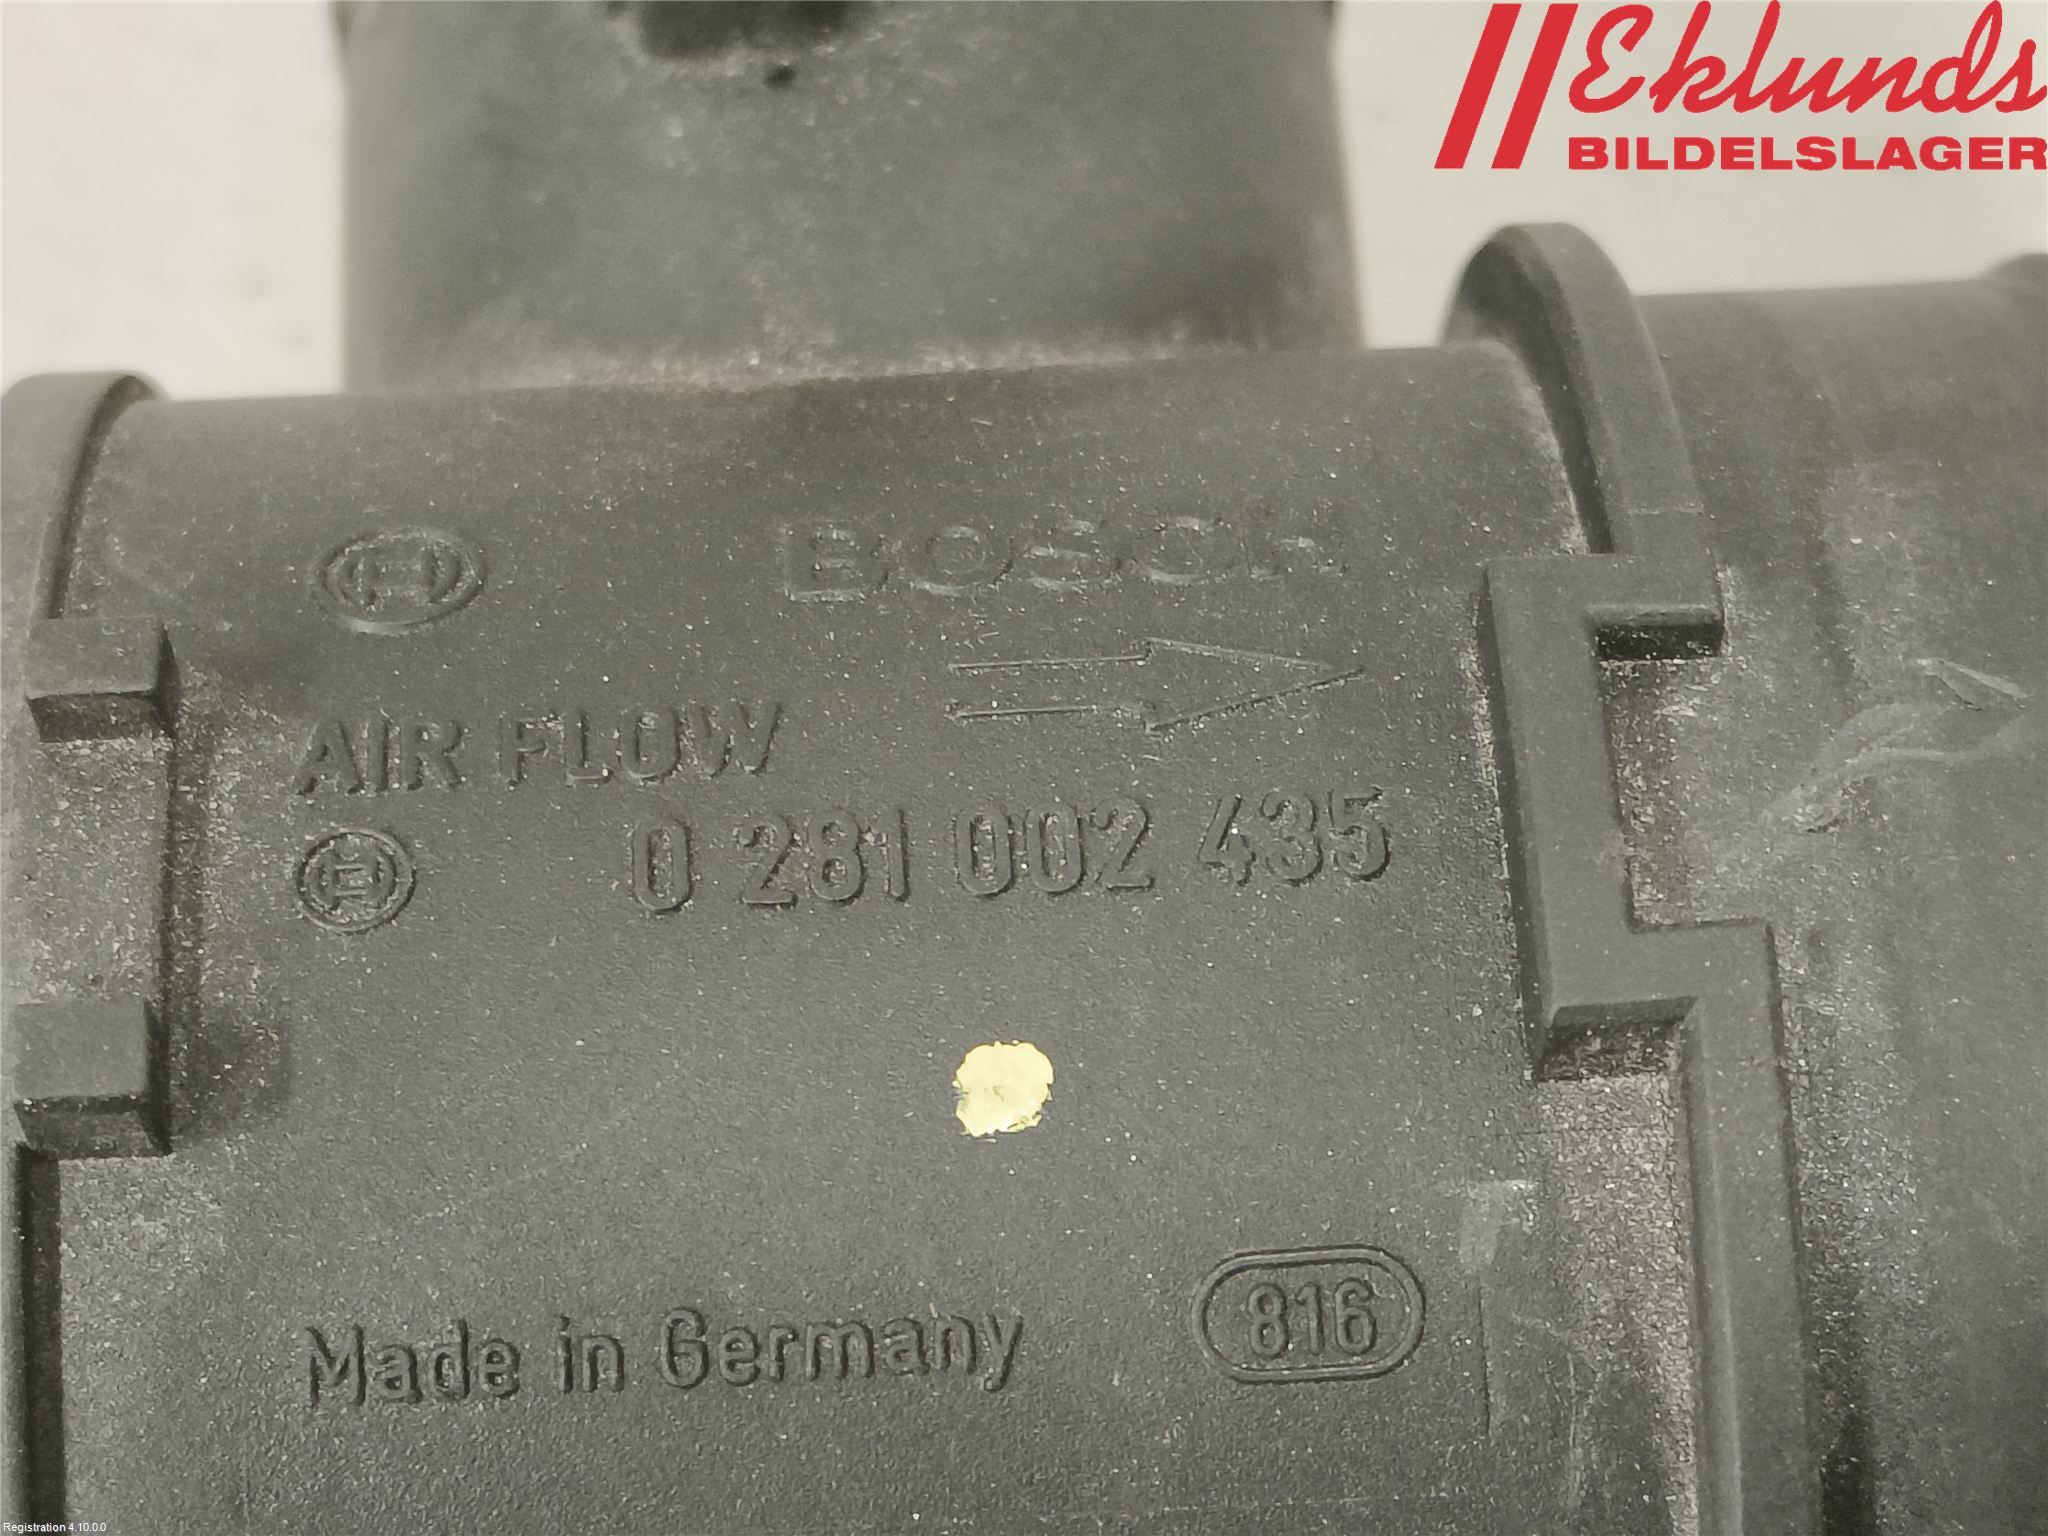 Eklunds
BILDELSLAGER
BOSCH
AIR FLOW
0 281 002 435
Made in Germany
816
Registration 4.10.0.0